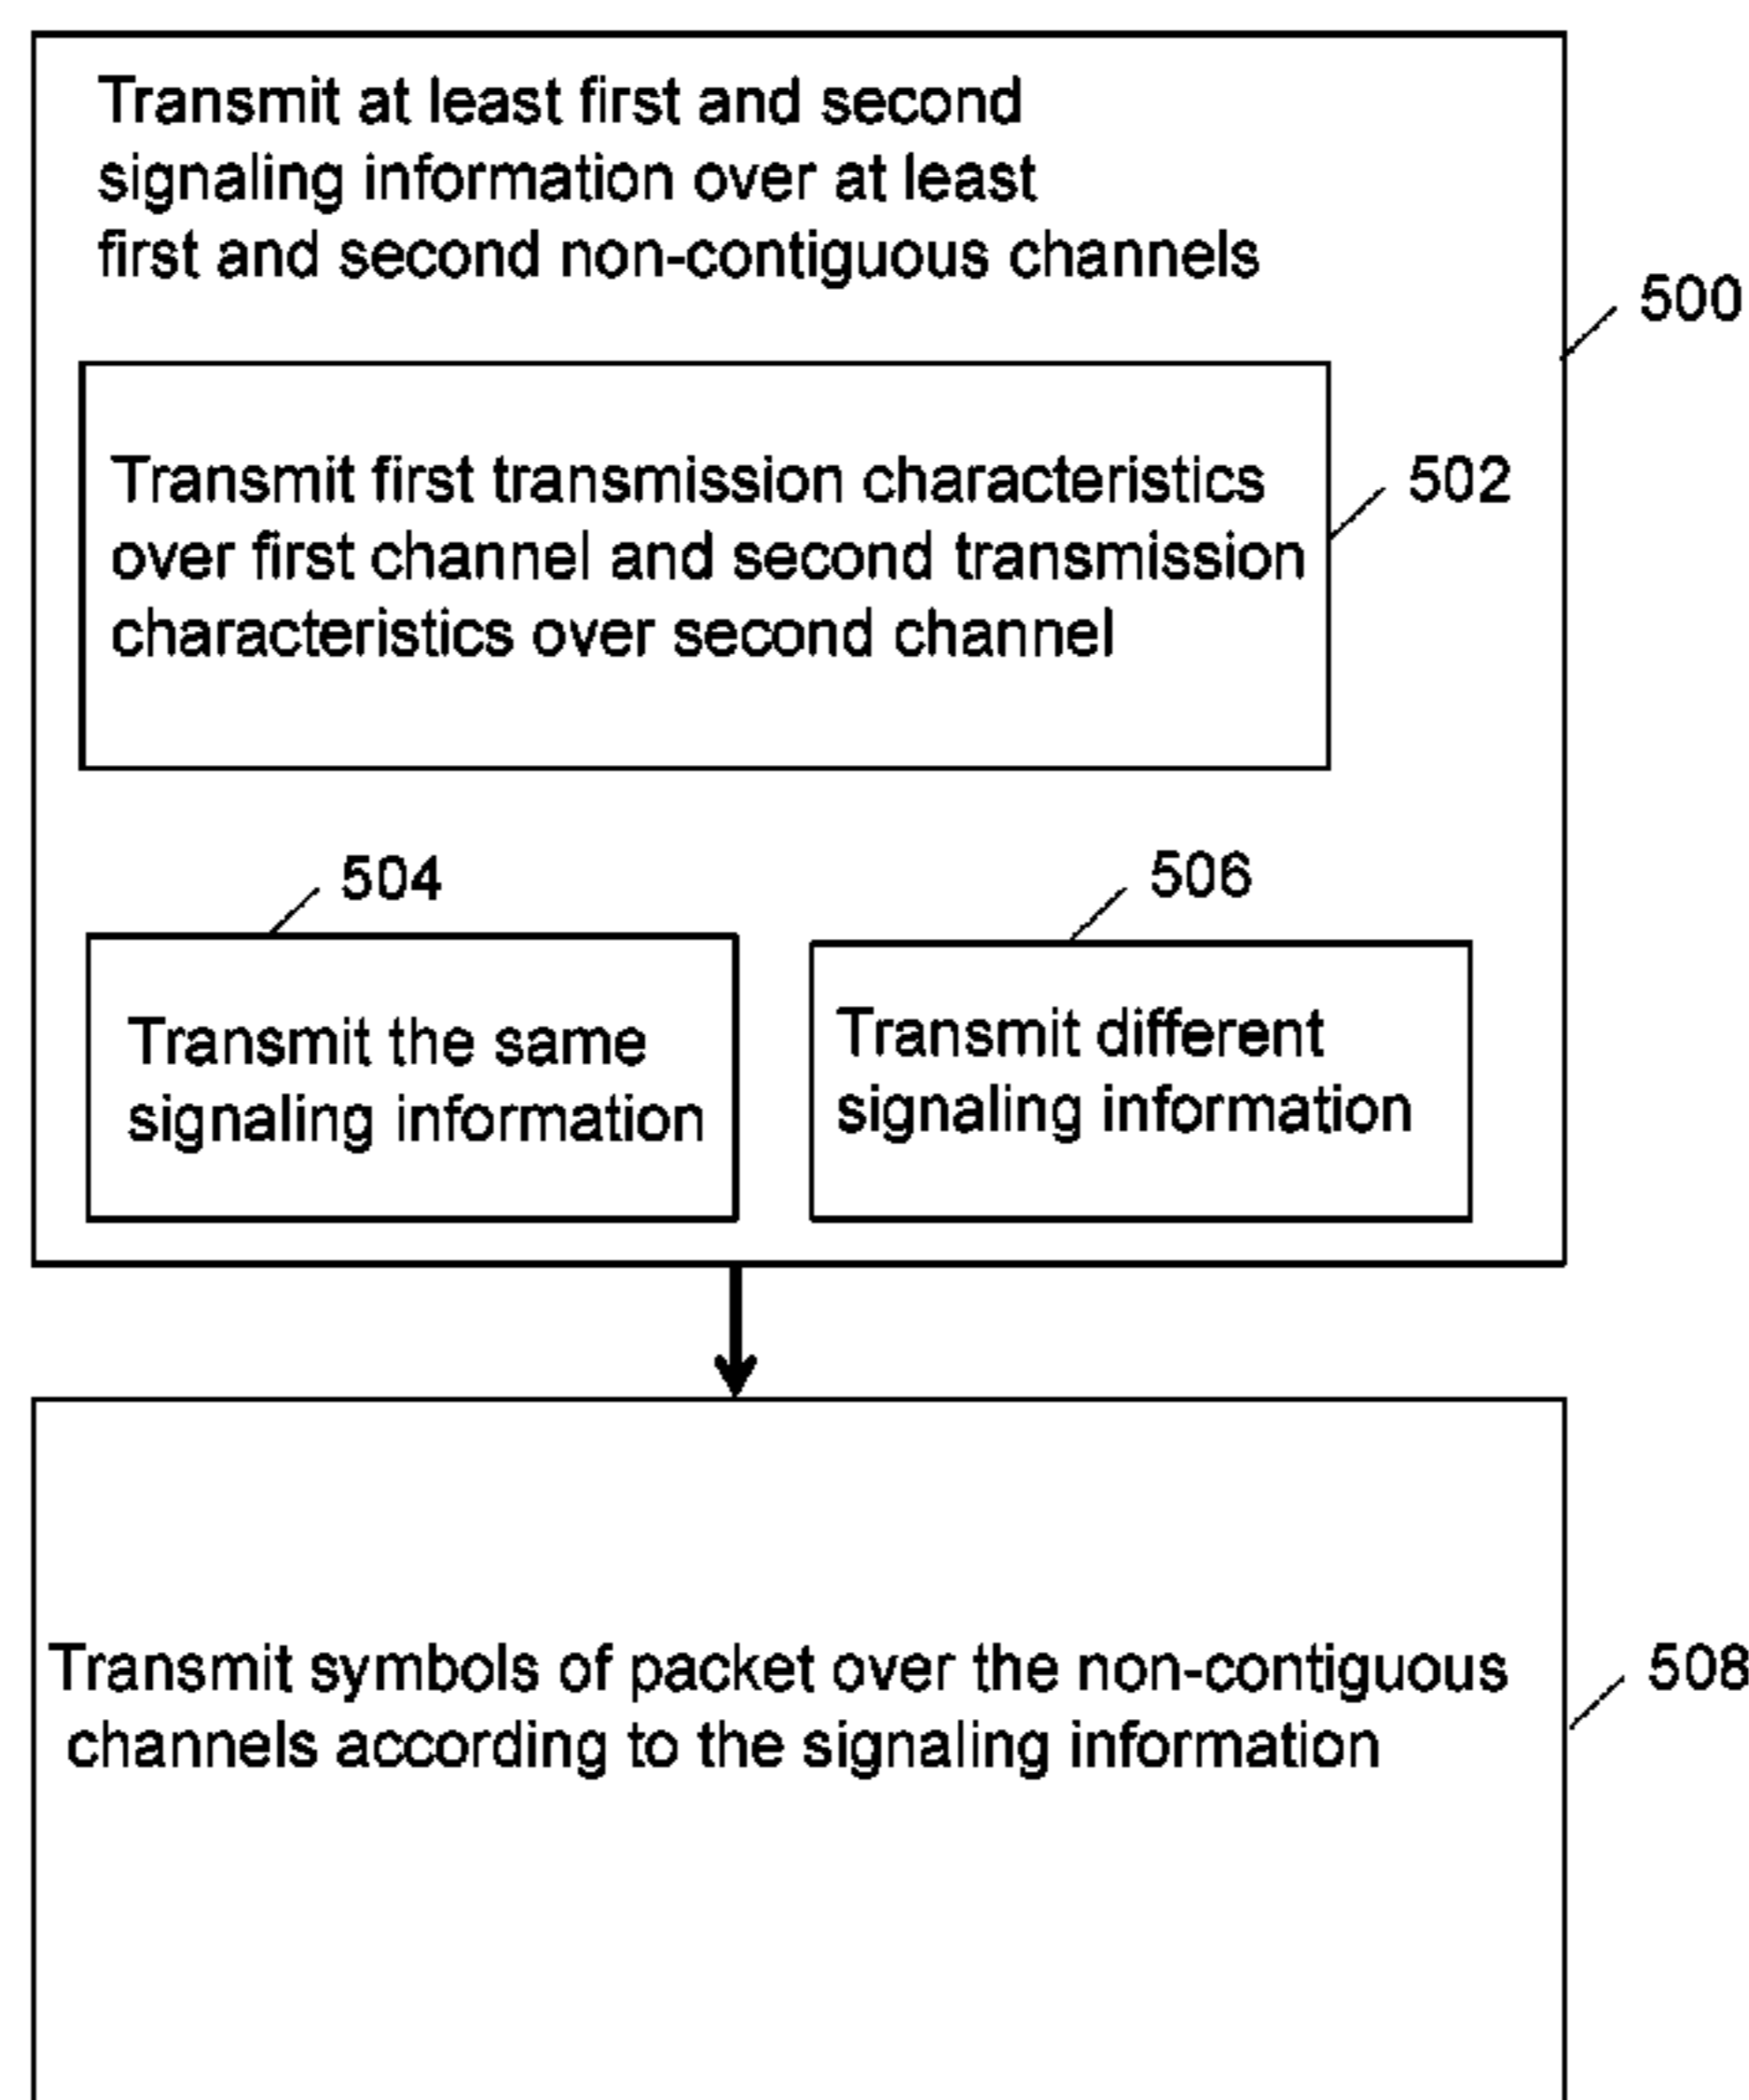 Transmit at least first and second
signaling information over at least
first and second non-contiguous channels
500
Transmit first transmission characteristics
over first channel and second transmission
characteristics over second channel
502
504
506
Transmit the same
signaling information
Transmit different
signaling information
Transmit symbols of packet over the non-contiguous
channels according to the signaling information
508